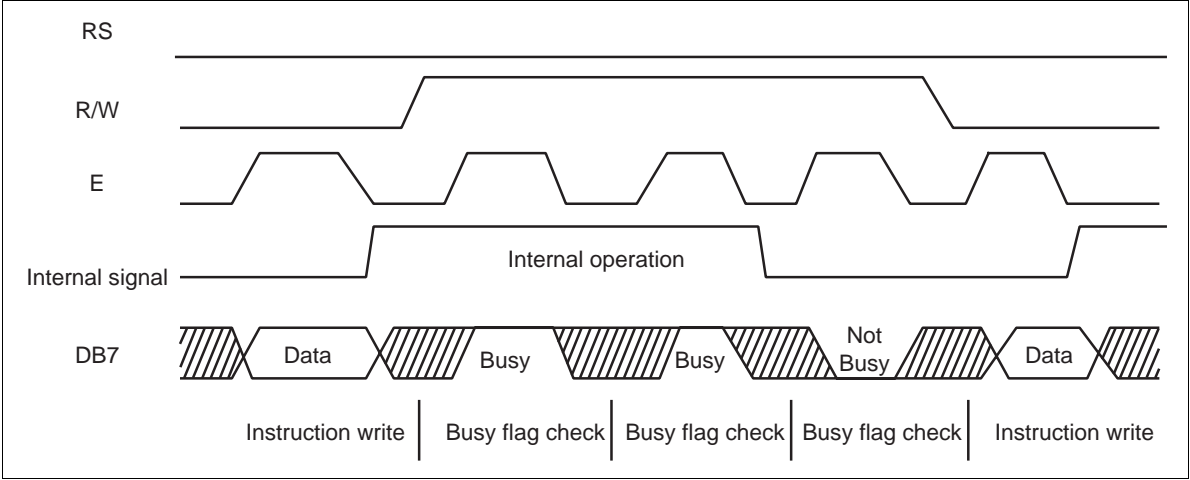 RS
R/W
E
Internal signal
Internal operation
DB7
Data
Busy
Busy
Not
Busy
Data
Instruction write
Busy flag check
Busy flag check
Busy flag check
Instruction write